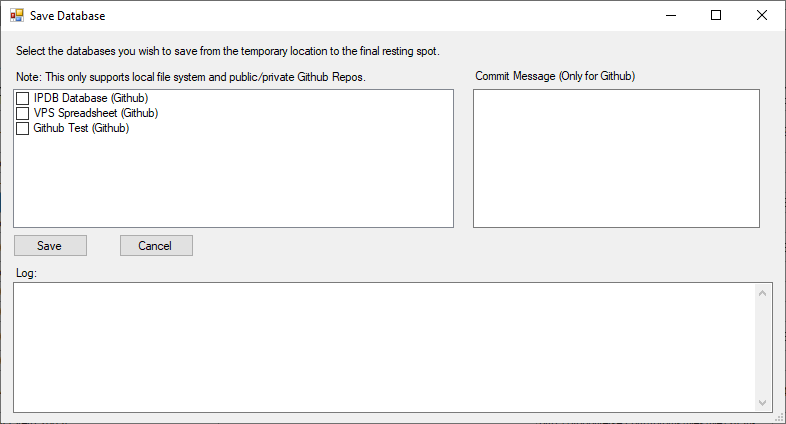 Save Database
Select the databases you wish to save from the temporary location to the final resting spot.
Note: This only supports local file system and public/private Github Repos.
Commit Message (Only for Github)
IPDB Database (Github)
VPS Spreadsheet (Github)
Github Test (Github)
Save
Cancel
Log: